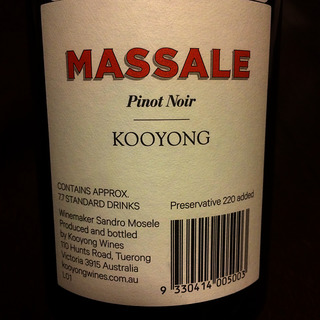 MASSALE
Pinot Noir
KOOYONG
CONTAINS APPROX.
7.7 STANDARD DRINKS
Preservative 220 added
Winemaker Sandro Mosele
Produced and bottled
by Kooyong Wines
110 Hunts Road, Tuerong
Victoria 3915 Australia
kooyongwines.com.au
L01
9 330414 005003